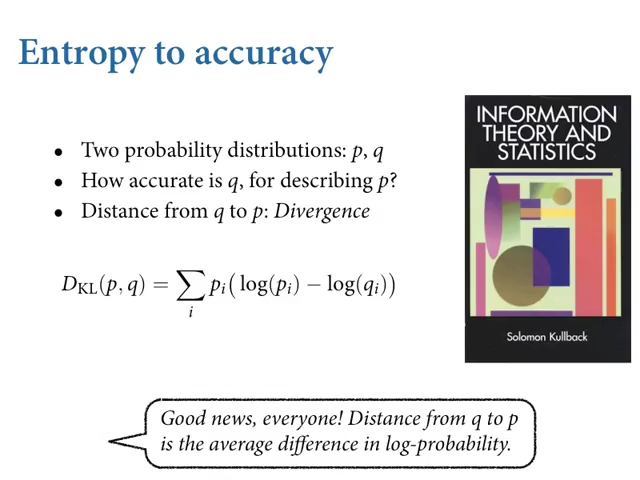 Entropy to accuracy
• Two probability distributions: p, q
• How accurate is q, for describing p?
• Distance from q to p: Divergence
D_KL(p, q) = ∑_i p_i(log(p_i) − log(q_i))
INFORMATION
THEORY AND
STATISTICS
Solomon Kullback
Good news, everyone! Distance from q to p
is the average difference in log-probability.